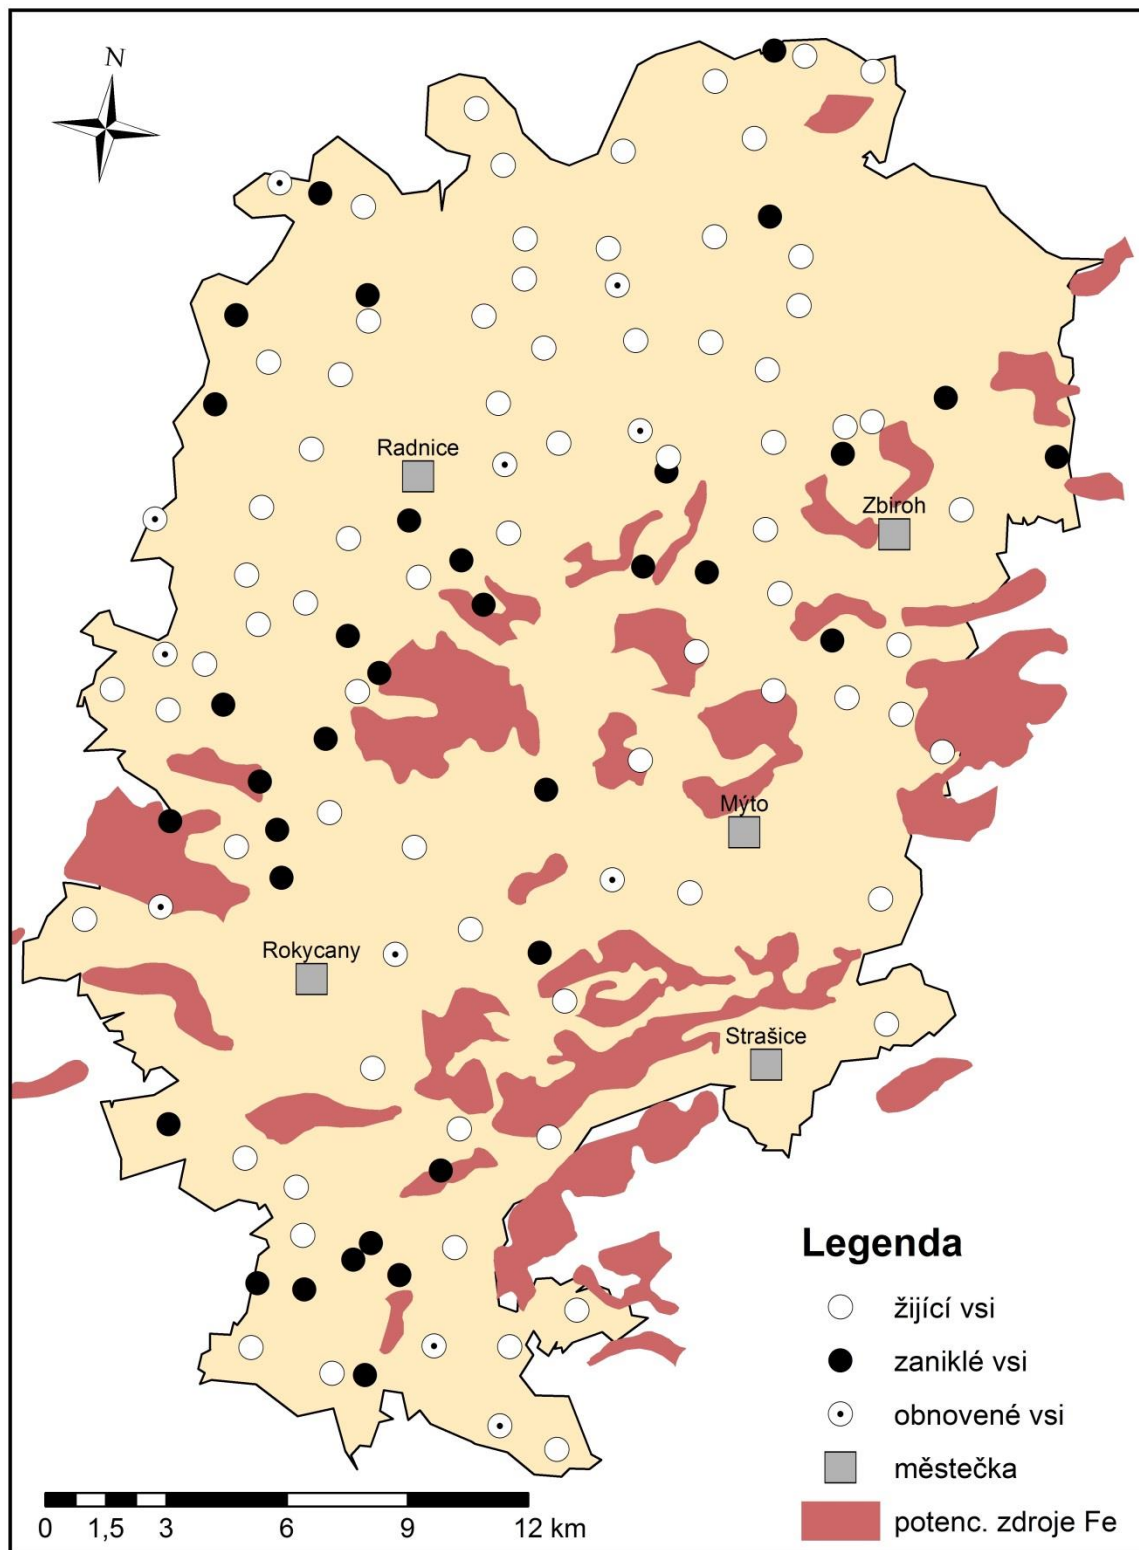 N
Radnice
Zbiroh
Mýto
Rokycany
Strašice
Legenda
žijící vsi
zaniklé vsi
obnovené vsi
městečka
potenc. zdroje Fe
0 1,5 3 6 9 12 km